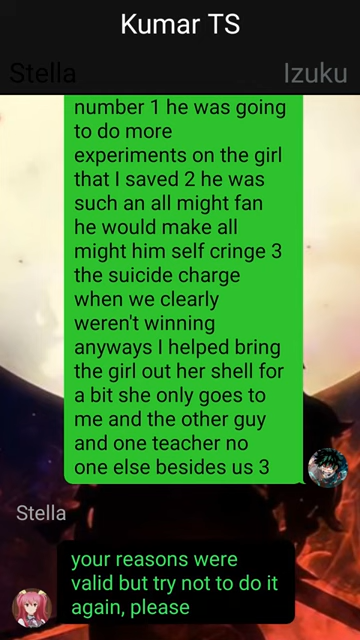 Kumar TS
Stella Izuku
number 1 he was going
to do more
experiments on the girl
that I saved 2 he was
such an all might fan
he would make all
might him self cringe 3
the suicide charge
when we clearly
weren't winning
anyways I helped bring
the girl out her shell for
a bit she only goes to
me and the other guy
and one teacher no
one else besides us 3
Stella
your reasons were
valid but try not to do it
again, please